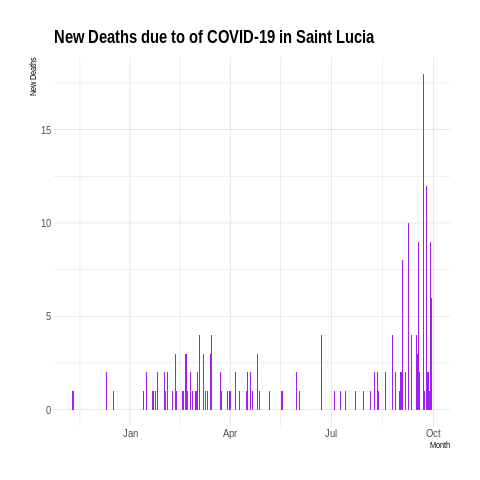 New Deaths due to of COVID-19 in Saint Lucia
New Deaths
15
10
5
0
Jan Apr Jul Oct
Month